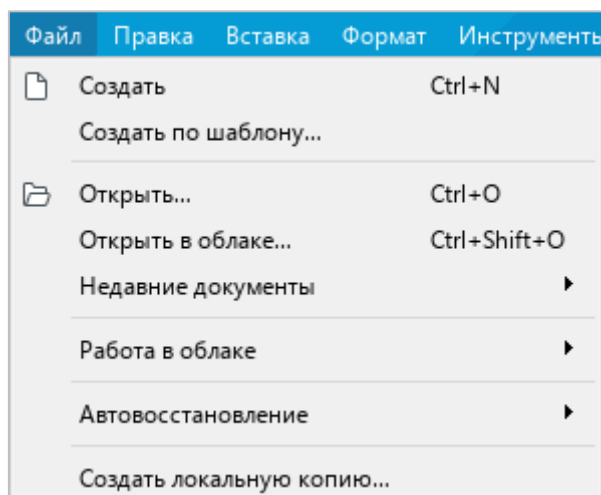 Файл Правка Вставка Формат Инструменты
Создать Ctrl+N
Создать по шаблону...
Открыть... Ctrl+O
Открыть в облаке... Ctrl+Shift+O
Недавние документы
Работа в облаке
Автовосстановление
Создать локальную копию...